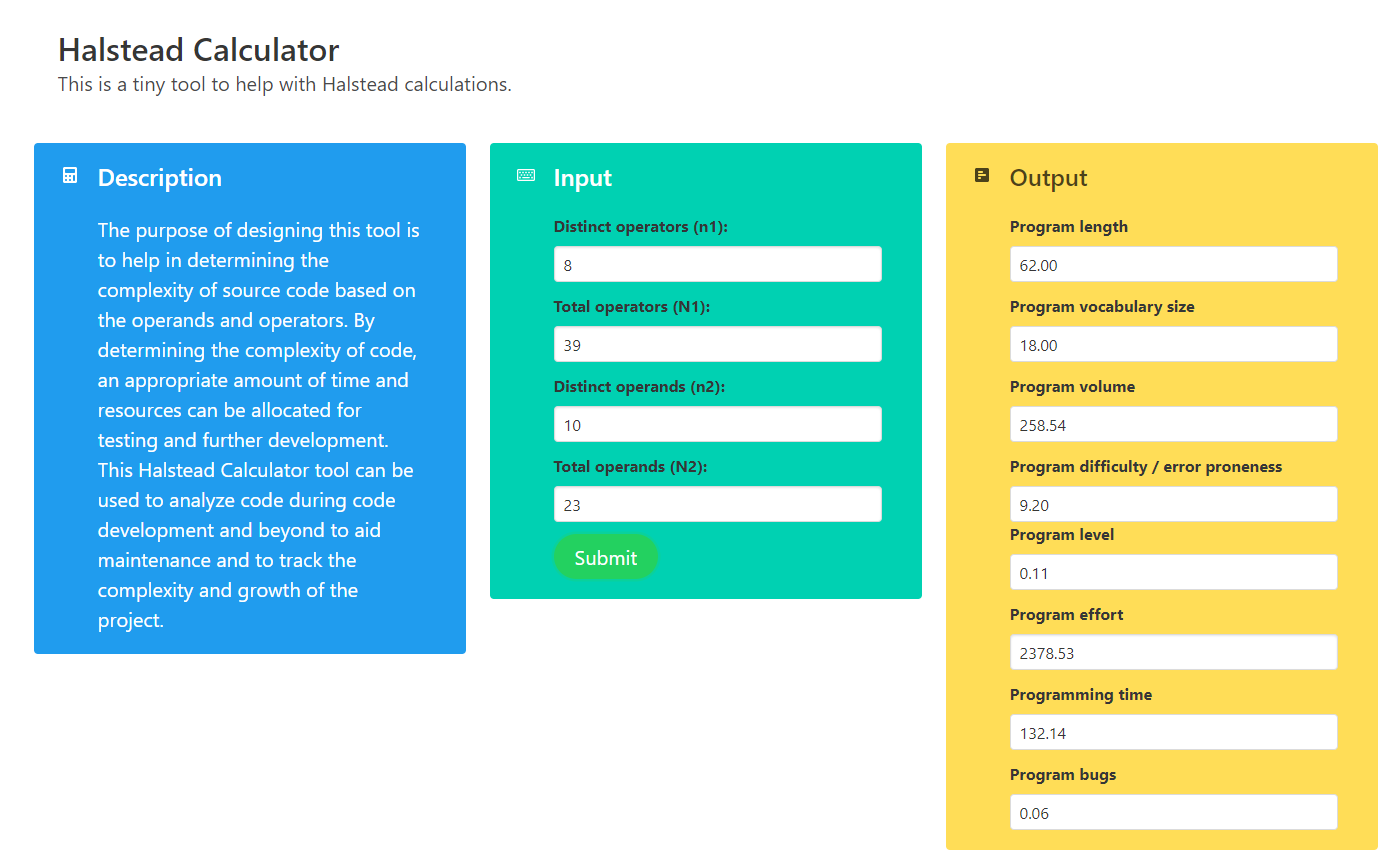 Halstead Calculator
This is a tiny tool to help with Halstead calculations.
Description
The purpose of designing this tool is
to help in determining the
complexity of source code based on
the operands and operators. By
determining the complexity of code,
an appropriate amount of time and
resources can be allocated for
testing and further development.
This Halstead Calculator tool can be
used to analyze code during code
development and beyond to aid
maintenance and to track the
complexity and growth of the
project.
Input
Distinct operators (n1):
8
Total operators (N1):
39
Distinct operands (n2):
10
Total operands (N2):
23
Submit
Output
Program length
62.00
Program vocabulary size
18.00
Program volume
258.54
Program difficulty / error proneness
9.20
Program level
0.11
Program effort
2378.53
Programming time
132.14
Program bugs
0.06